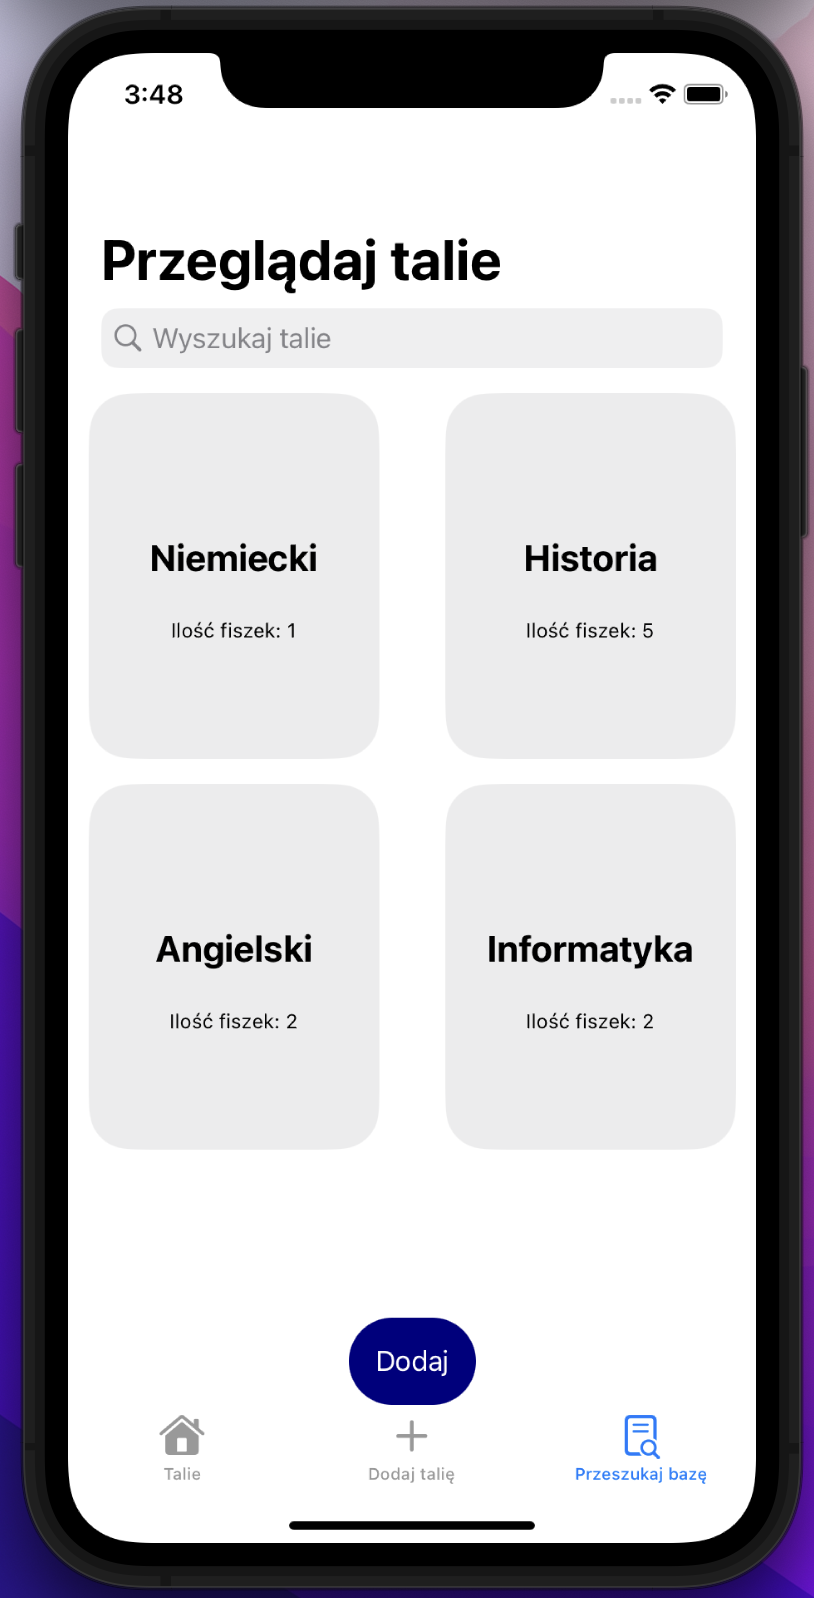 3:48
Przeglądaj talie
Wyszukaj talie
Niemiecki
Ilość fiszek: 1
Historia
Ilość fiszek: 5
Angielski
Ilość fiszek: 2
Informatyka
Ilość fiszek: 2
Dodaj
Talie
Dodaj talię
Przeszukaj bazę